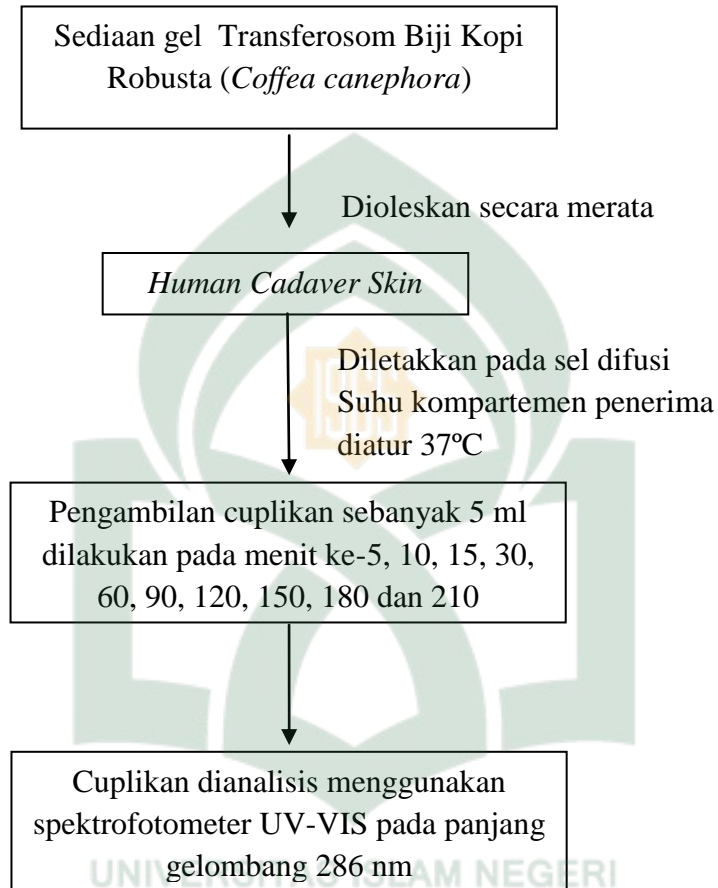 Sediaan gel Transferosom Biji Kopi
Robusta (Coffea canephora)
Dioleskan secara merata
Human Cadaver Skin
Diletakkan pada sel difusi
Suhu kompartemen penerima
diatur 37ºC
Pengambilan cuplikan sebanyak 5 ml
dilakukan pada menit ke-5, 10, 15, 30,
60, 90, 120, 150, 180 dan 210
Cuplikan dianalisis menggunakan
spektrofotometer UV-VIS pada panjang
gelombang 286 nm
UNIVERSITAS ISLAM NEGERI